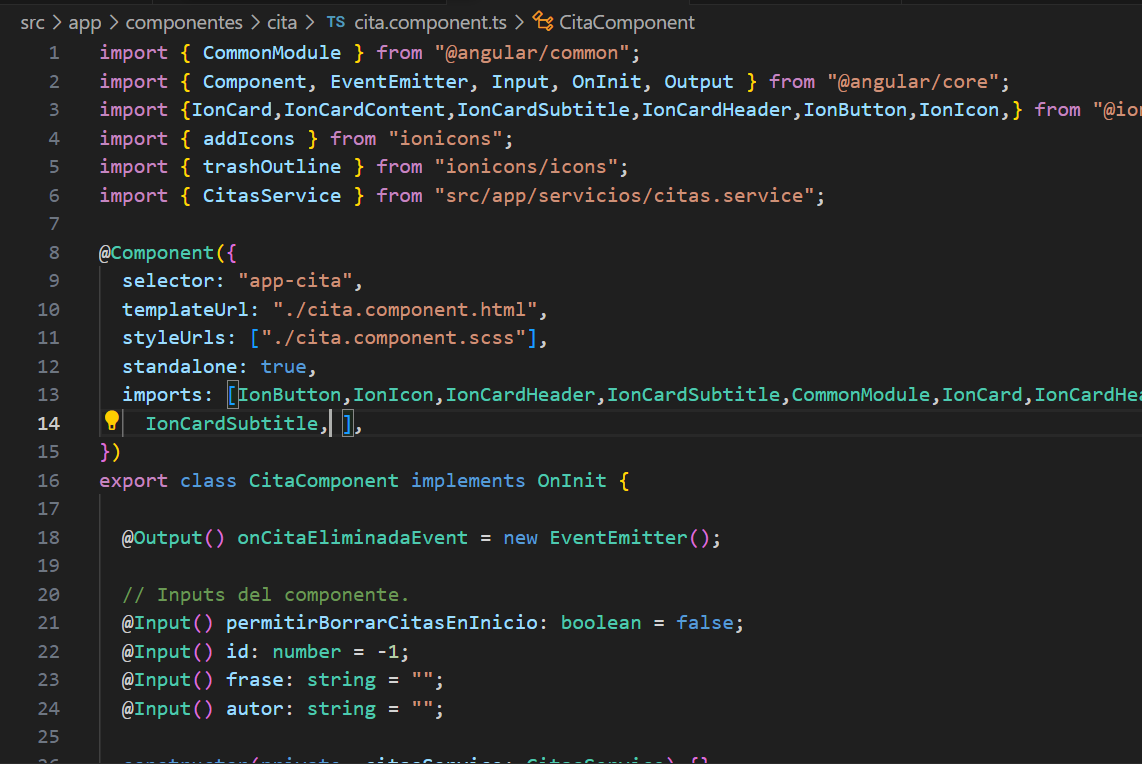 src > app > componentes > cita > TS cita.component.ts > CitaComponent
1 import { CommonModule } from "@angular/common";
2 import { Component, EventEmitter, Input, OnInit, Output } from "@angular/core";
3 import {IonCard,IonCardContent,IonCardSubtitle,IonCardHeader,IonButton,IonIcon,} from "@ion
4 import { addIcons } from "ionicons";
5 import { trashOutline } from "ionicons/icons";
6 import { CitasService } from "src/app/servicios/citas.service";
7
8 @Component({
9 selector: "app-cita",
10 templateUrl: "./cita.component.html",
11 styleUrls: ["./cita.component.scss"],
12 standalone: true,
13 imports: [IonButton,IonIcon,IonCardHeader,IonCardSubtitle,CommonModule,IonCard,IonCardHea
14 IonCardSubtitle, ],
15 })
16 export class CitaComponent implements OnInit {
17
18 @Output() onCitaEliminadaEvent = new EventEmitter();
19
20 // Inputs del componente.
21 @Input() permitirBorrarCitasEnInicio: boolean = false;
22 @Input() id: number = -1;
23 @Input() frase: string = "";
24 @Input() autor: string = "";
25
26 constructor(private citasService: CitasService) {}